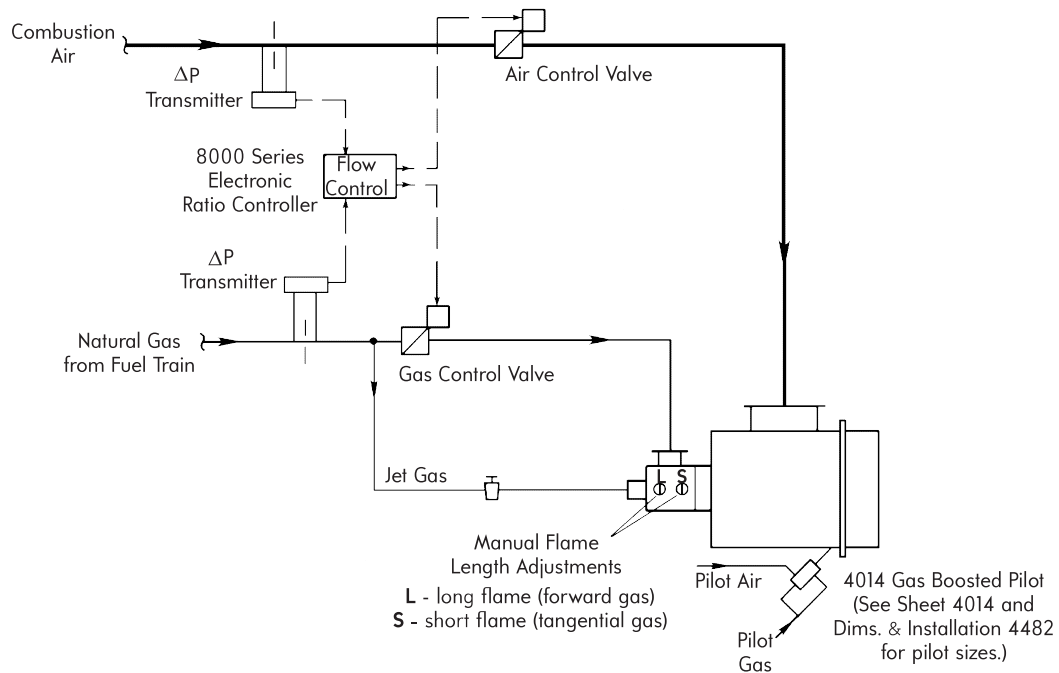 Combustion
Air
ΔP
Transmitter
Air Control Valve
8000 Series
Electronic
Ratio Controller
Flow
Control
ΔP
Transmitter
Natural Gas
from Fuel Train
Gas Control Valve
Jet Gas
L S
Manual Flame
Length Adjustments
L - long flame (forward gas)
S - short flame (tangential gas)
Pilot Air
Pilot
Gas
4014 Gas Boosted Pilot
(See Sheet 4014 and
Dims. & Installation 4482
for pilot sizes.)